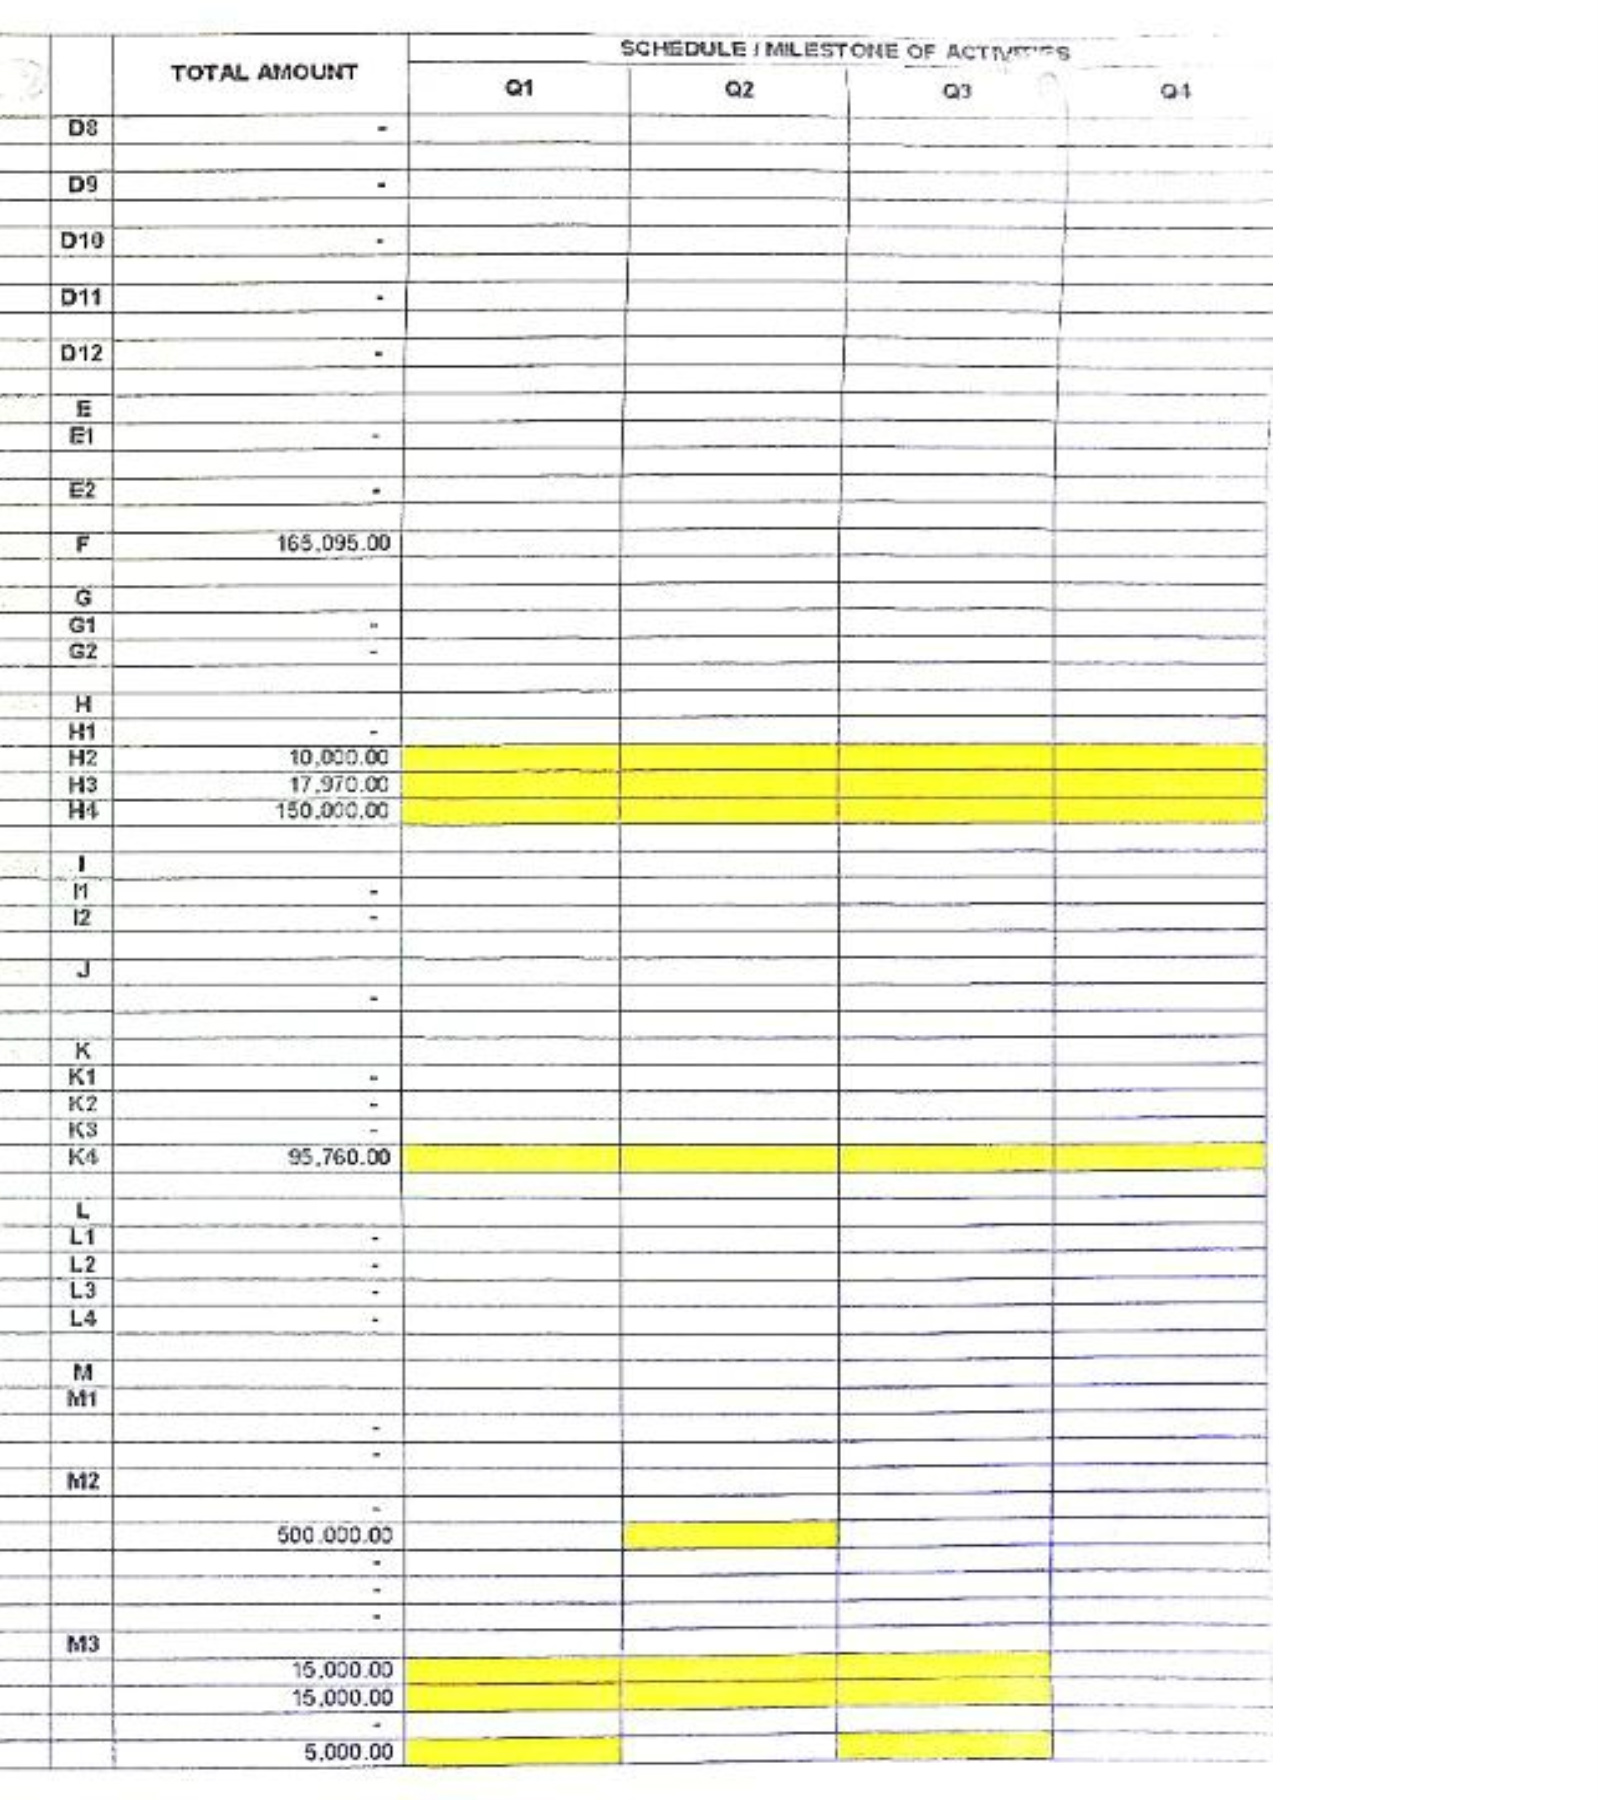 SCHEDULE / MILESTONE OF ACTIVITIES
TOTAL AMOUNT
Q1 Q2 Q3 Q4
D8 -
D9 -
D10 -
D11 -
D12 -
E
E1 -
E2 -
F 165,095.00
G
G1 -
G2 -
H
H1 -
H2 10,000.00
H3 17,970.00
H4 150,000.00
I
I1 -
I2 -
J
-
K
K1 -
K2 -
K3 -
K4 95,760.00
L
L1 -
L2 -
L3 -
L4 -
M
M1
-
-
M2
-
500,000.00
-
-
-
M3
15,000.00
15,000.00
-
5,000.00